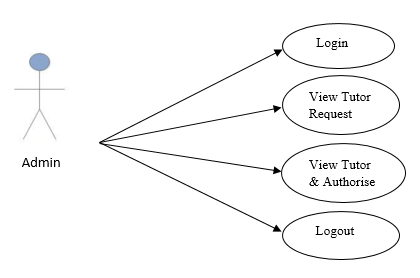 Login
View Tutor
Request
Admin
View Tutor
& Authorise
Logout